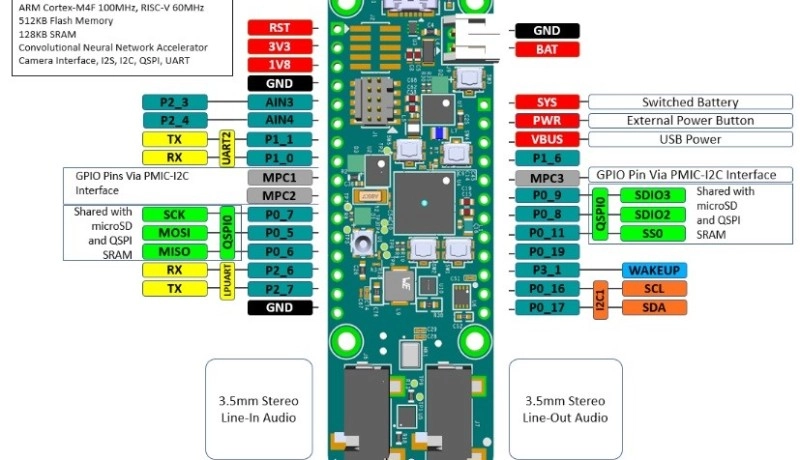 ARM Cortex-M4F 100MHz, RISC-V 60MHz
512KB Flash Memory
128KB SRAM
Convolutional Neural Network Accelerator
Camera Interface, I2S, I2C, QSPI, UART
RST
3V3
1V8
GND
P2_3 AIN3
P2_4 AIN4
TX P1_1
RX P1_0
UART2
GPIO Pins Via PMIC-I2C
Interface
MPC1
MPC2
Shared with
microSD
and QSPI
SRAM
SCK P0_7
MOSI P0_5
MISO P0_6
QSPI0
RX P2_6
TX P2_7
LPUART
GND
GND
BAT
SYS Switched Battery
PWR External Power Button
VBUS USB Power
P1_6
MPC3 GPIO Pins Via PMIC-I2C Interface
P0_9 SDIO3
P0_8 SDIO2
P0_11 SS0
QSPI0
Shared with
microSD
and QSPI
SRAM
P0_19
P3_1 WAKEUP
P0_16 SCL
P0_17 SDA
I2C1
3.5mm Stereo
Line-In Audio
3.5mm Stereo
Line-Out Audio